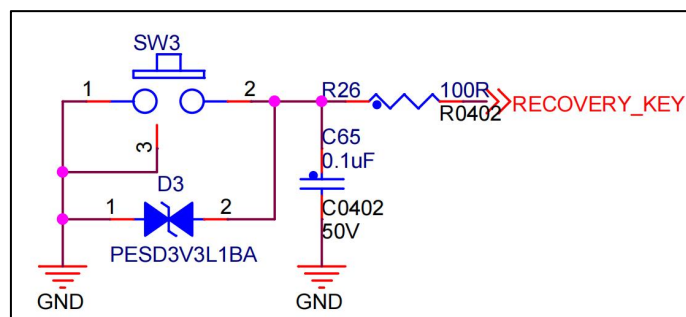 SW3
1
2
R26
100R
RECOVERY_KEY
R0402
3
C65
0.1uF
D3
1
2
C0402
50V
PESD3V3L1BA
GND
GND